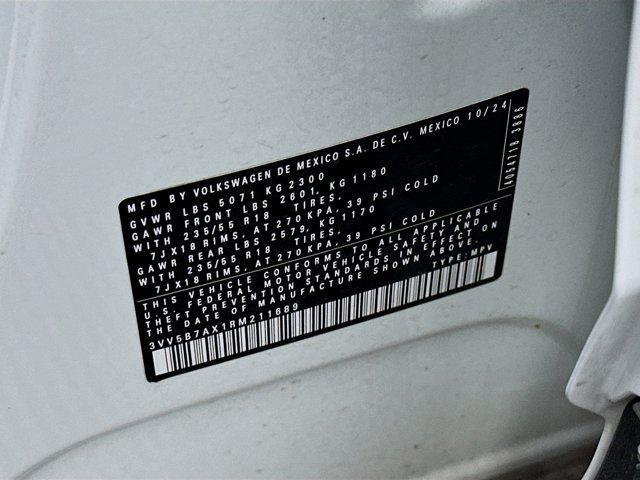 MFD BY VOLKSWAGEN DE MEXICO S.A. DE C.V. MEXICO 10/24
GVWR LBS 5071 KG 2300
GAWR FRONT LBS 2601, KG 1180
WITH 235/55 R18 TIRES,
7JX18 RIMS, AT 270 KPA, 39 PSI COLD
GAWR REAR LBS 2579, KG 1170
WITH 235/55 R18 TIRES,
7JX18 RIMS, AT 270KPA, 39 PSI COLD
THIS VEHICLE CONFORMS TO ALL APPLICABLE
U.S. FEDERAL MOTOR VEHICLE SAFETY AND
THEFT PREVENTION STANDARDS IN EFFECT ON
THE DATE OF MANUFACTURE SHOWN ABOVE.
TYPE: MPV
3VV5B7AX1RM211689
4054718 3886